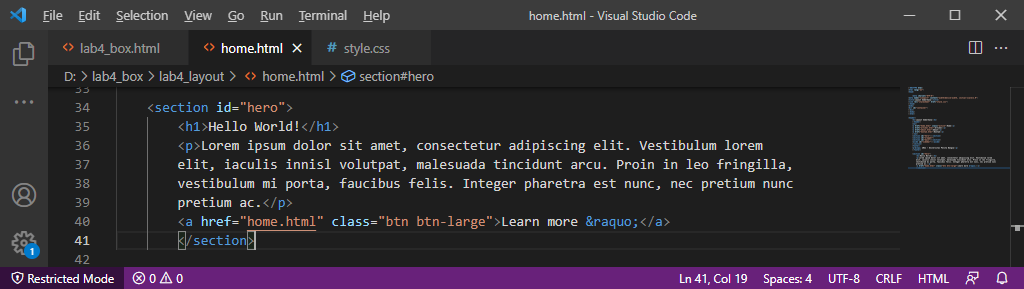 File Edit Selection View Go Run Terminal Help home.html - Visual Studio Code
lab4_box.html home.html style.css
D: > lab4_box > lab4_layout > home.html > section#hero
33
34 <section id="hero">
35 <h1>Hello World!</h1>
36 <p>Lorem ipsum dolor sit amet, consectetur adipiscing elit. Vestibulum lorem
37 elit, iaculis innisl volutpat, malesuada tincidunt arcu. Proin in leo fringilla,
38 vestibulum mi porta, faucibus felis. Integer pharetra est nunc, nec pretium nunc
39 pretium ac.</p>
40 <a href="home.html" class="btn btn-large">Learn more &raquo;</a>
41 </section>
42
1
Restricted Mode 0 0 Ln 41, Col 19 Spaces: 4 UTF-8 CRLF HTML